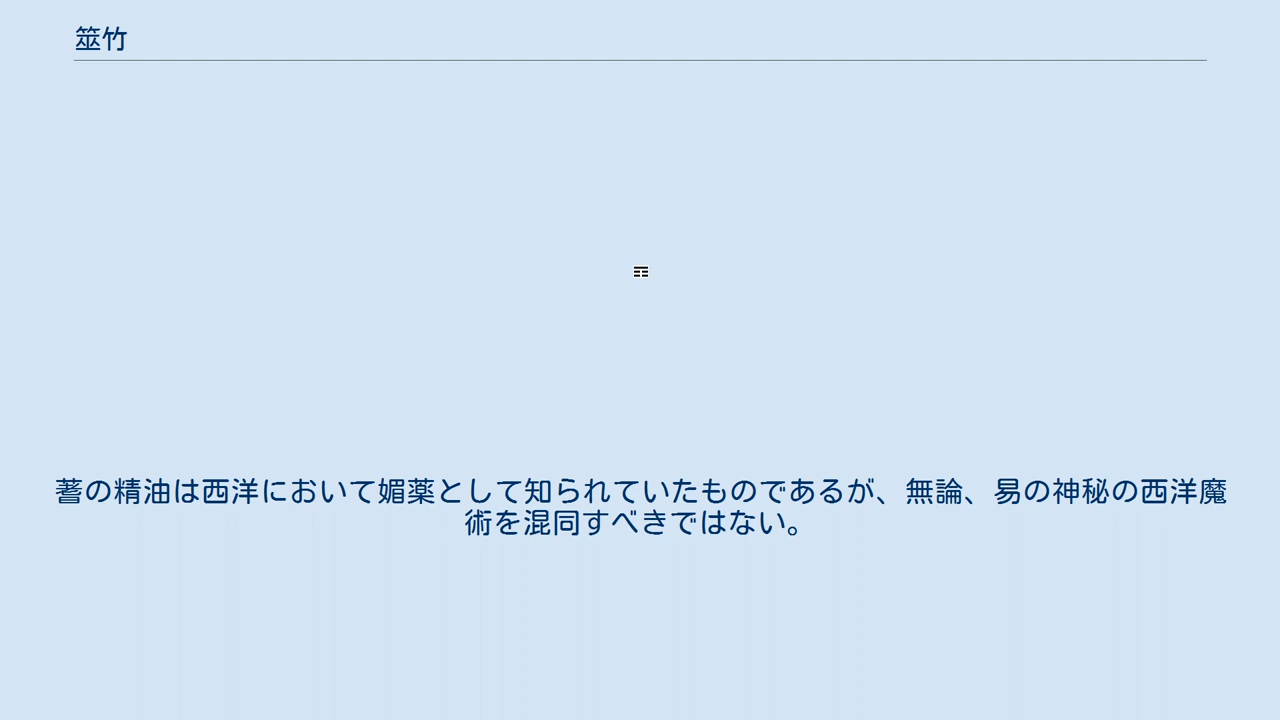 筮竹
蓍の精油は西洋において媚薬として知られていたものであるが、無論、易の神秘の西洋魔
術を混同すべきではない。